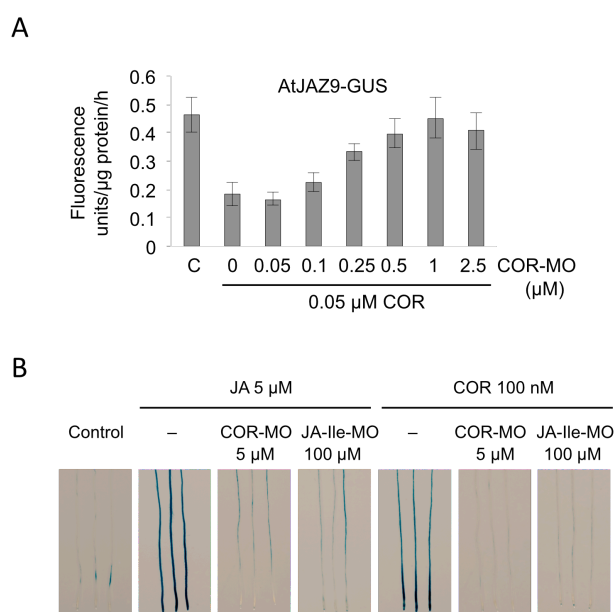 A
AtJAZ9-GUS
Fluorescence
units/µg protein/h
0.6
0.5
0.4
0.3
0.2
0.1
0
C 0 0.05 0.1 0.25 0.5 1 2.5 COR-MO
(µM)
0.05 µM COR
B
JA 5 µM COR 100 nM
Control – COR-MO JA-Ile-MO – COR-MO JA-Ile-MO
5 µM 100 µM 5 µM 100 µM